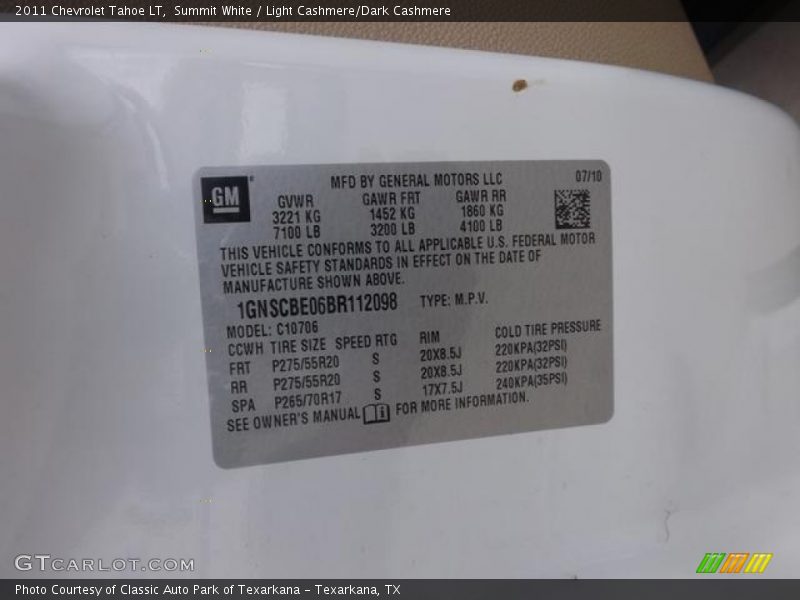 2011 Chevrolet Tahoe LT, Summit White / Light Cashmere/Dark Cashmere
GM
MFD BY GENERAL MOTORS LLC 07/10
GVWR GAWR FRT GAWR RR
3221 KG 1452 KG 1860 KG
7100 LB 3200 LB 4100 LB
THIS VEHICLE CONFORMS TO ALL APPLICABLE U.S. FEDERAL MOTOR
VEHICLE SAFETY STANDARDS IN EFFECT ON THE DATE OF
MANUFACTURE SHOWN ABOVE.
1GNSCBE06BR112098 TYPE: M.P.V.
MODEL: C10706
CCWH TIRE SIZE SPEED RTG RIM COLD TIRE PRESSURE
FRT P275/55R20 S 20X8.5J 220KPA(32PSI)
RR P275/55R20 S 20X8.5J 220KPA(32PSI)
SPA P265/70R17 S 17X7.5J 240KPA(35PSI)
SEE OWNER'S MANUAL FOR MORE INFORMATION.
GTCARLOT.COM
Photo Courtesy of Classic Auto Park of Texarkana - Texarkana, TX